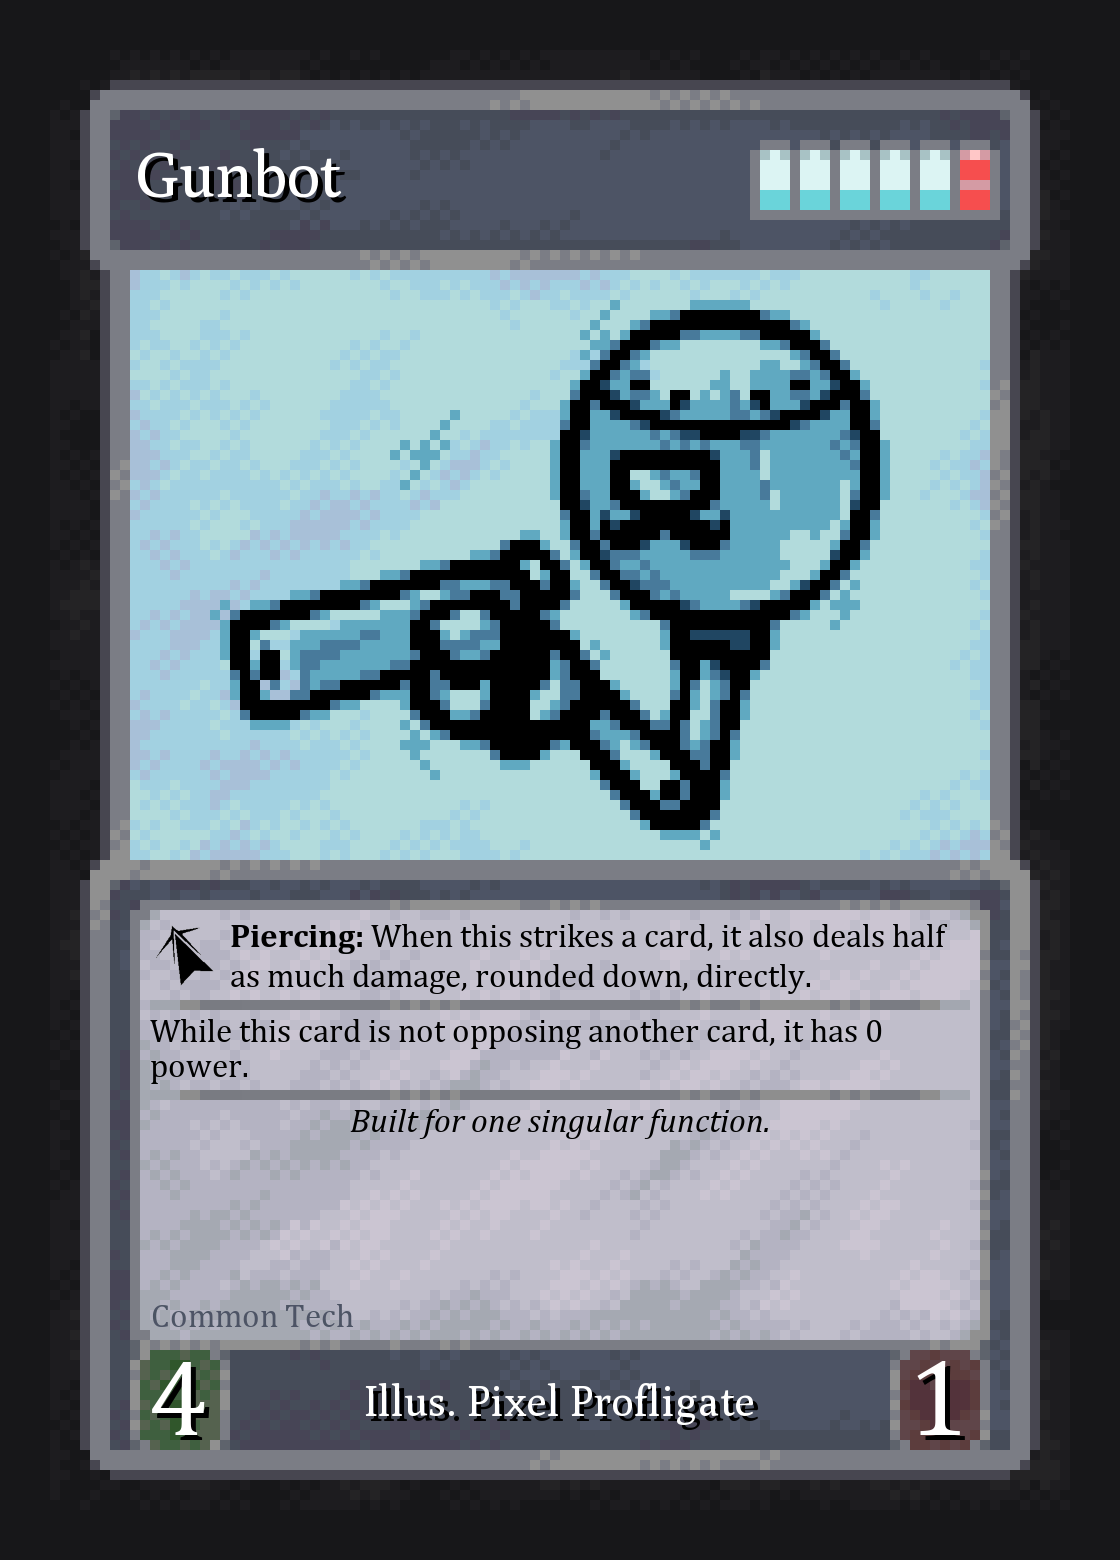 Gunbot
Piercing: When this strikes a card, it also deals half
as much damage, rounded down, directly.
While this card is not opposing another card, it has 0
power.
Built for one singular function.
Common Tech
4
Illus. Pixel Profligate
1